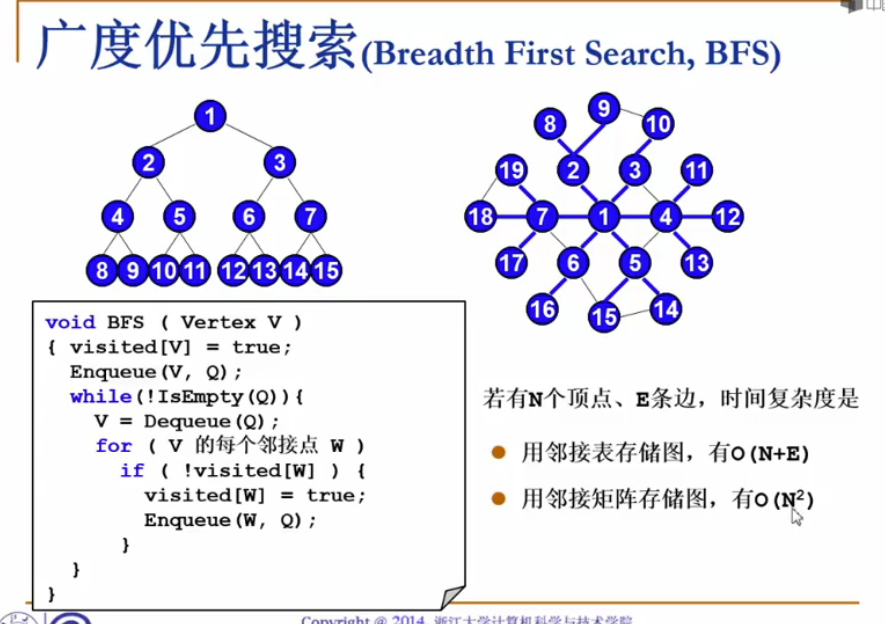 广度优先搜索(Breadth First Search, BFS)
1
2 3
4 5 6 7
8 9 10 11 12 13 14 15
9
8 10
19 2 3 11
18 7 1 4 12
17 6 5 13
16 15 14
void BFS ( Vertex V )
{ visited[V] = true;
Enqueue(V, Q);
while(!IsEmpty(Q)){
V = Dequeue(Q);
for ( V 的每个邻接点 W )
if ( !visited[W] ) {
visited[W] = true;
Enqueue(W, Q);
}
}
}
若有N个顶点、E条边，时间复杂度是
用邻接表存储图，有O(N+E)
用邻接矩阵存储图，有O(N²)
Copyright @ 2014, 浙江大学计算机科学与技术学院